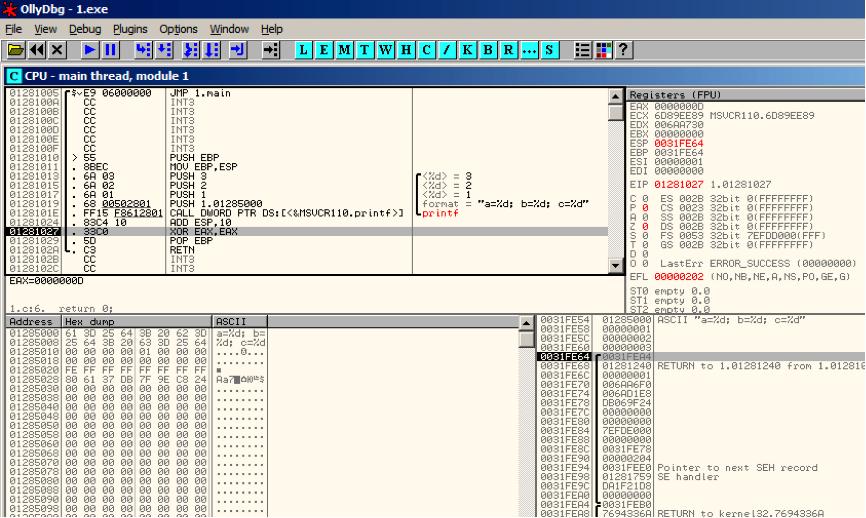 OllyDbg - 1.exe
File View Debug Plugins Options Window Help
L E M T W H C / K B R ... S ?
C CPU - main thread, module 1
01281005 $ E9 06000000 JMP 1.main
0128100A CC INT3
0128100B CC INT3
0128100C CC INT3
0128100D CC INT3
0128100E CC INT3
0128100F CC INT3
01281010 > 55 PUSH EBP
01281011 . 8BEC MOV EBP,ESP
01281013 . 6A 03 PUSH 3 <%d> = 3
01281015 . 6A 02 PUSH 2 <%d> = 2
01281017 . 6A 01 PUSH 1 <%d> = 1
01281019 . 68 00502801 PUSH 1.01285000 format = "a=%d; b=%d; c=%d"
0128101E . FF15 F8612801 CALL DWORD PTR DS:[<&MSVCR110.printf>] printf
01281024 . 83C4 10 ADD ESP,10
01281027 . 33C0 XOR EAX,EAX
01281029 . 5D POP EBP
0128102A . C3 RETN
0128102B CC INT3
0128102C CC INT3
EAX=0000000D
1.c:6. return 0;
Registers (FPU)
EAX 0000000D
ECX 6D89EE89 MSVCR110.6D89EE89
EDX 006AA730
EBX 00000000
ESP 0031FE54
EBP 0031FE64
ESI 00000001
EDI 00000000
EIP 01281027 1.01281027
C 0 ES 002B 32bit 0(FFFFFFFF)
P 0 CS 0023 32bit 0(FFFFFFFF)
A 0 SS 002B 32bit 0(FFFFFFFF)
Z 0 DS 002B 32bit 0(FFFFFFFF)
S 0 FS 0053 32bit 7EFDD000(FFF)
T 0 GS 002B 32bit 0(FFFFFFFF)
D 0
O 0 LastErr ERROR_SUCCESS (00000000)
EFL 00000202 (NO,NB,NE,A,NS,PO,GE,G)
ST0 empty 0.0
ST1 empty 0.0
ST2 empty 0.0
Address Hex dump ASCII
01285000 61 3D 25 64 3B 20 62 3D a=%d; b=
01285008 25 64 3B 20 63 3D 25 64 %d; c=%d
01285010 00 00 00 00 01 00 00 00
01285018 00 00 00 00 00 00 00 00 ........
01285020 FE FF FF FF FF FF FF FF
01285028 80 61 37 DB 7F 9E C8 24
01285030 00 00 00 00 00 00 00 00 ........
01285038 00 00 00 00 00 00 00 00 ........
01285040 00 00 00 00 00 00 00 00 ........
01285048 00 00 00 00 00 00 00 00 ........
01285050 00 00 00 00 00 00 00 00 ........
01285058 00 00 00 00 00 00 00 00 ........
01285060 00 00 00 00 00 00 00 00 ........
01285068 00 00 00 00 00 00 00 00 ........
01285070 00 00 00 00 00 00 00 00 ........
01285078 00 00 00 00 00 00 00 00 ........
01285080 00 00 00 00 00 00 00 00 ........
01285088 00 00 00 00 00 00 00 00 ........
01285090 00 00 00 00 00 00 00 00 ........
01285098 00 00 00 00 00 00 00 00 ........
0031FE54 01285000 ASCII "a=%d; b=%d; c=%d"
0031FE58 00000001
0031FE5C 00000002
0031FE60 00000003
0031FE64 0031FEA4
0031FE68 01281240 RETURN to 1.01281240 from 1.012810
0031FE6C 00000001
0031FE70 006AA6F0
0031FE74 006AD1E8
0031FE78 DB069F24
0031FE7C 00000000
0031FE80 00000000
0031FE84 7EFDE000
0031FE88 00000000
0031FE8C 0031FE78
0031FE90 00000204
0031FE94 0031FEE0 Pointer to next SEH record
0031FE98 01281759 SE handler
0031FE9C DA1F21D8
0031FEA0 00000000
0031FEA4 0031FEB0
0031FEA8 7694336A RETURN to kernel32.7694336A